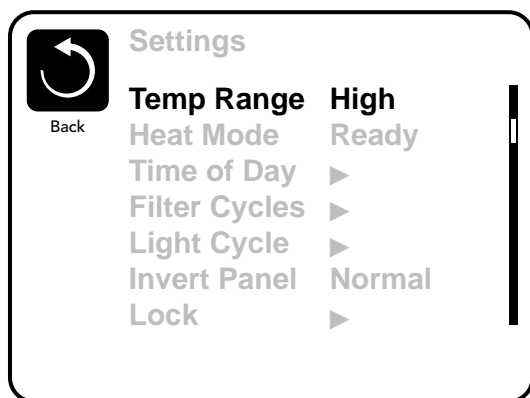 Settings
Back
Temp Range High
Heat Mode Ready
Time of Day ▶
Filter Cycles ▶
Light Cycle ▶
Invert Panel Normal
Lock ▶